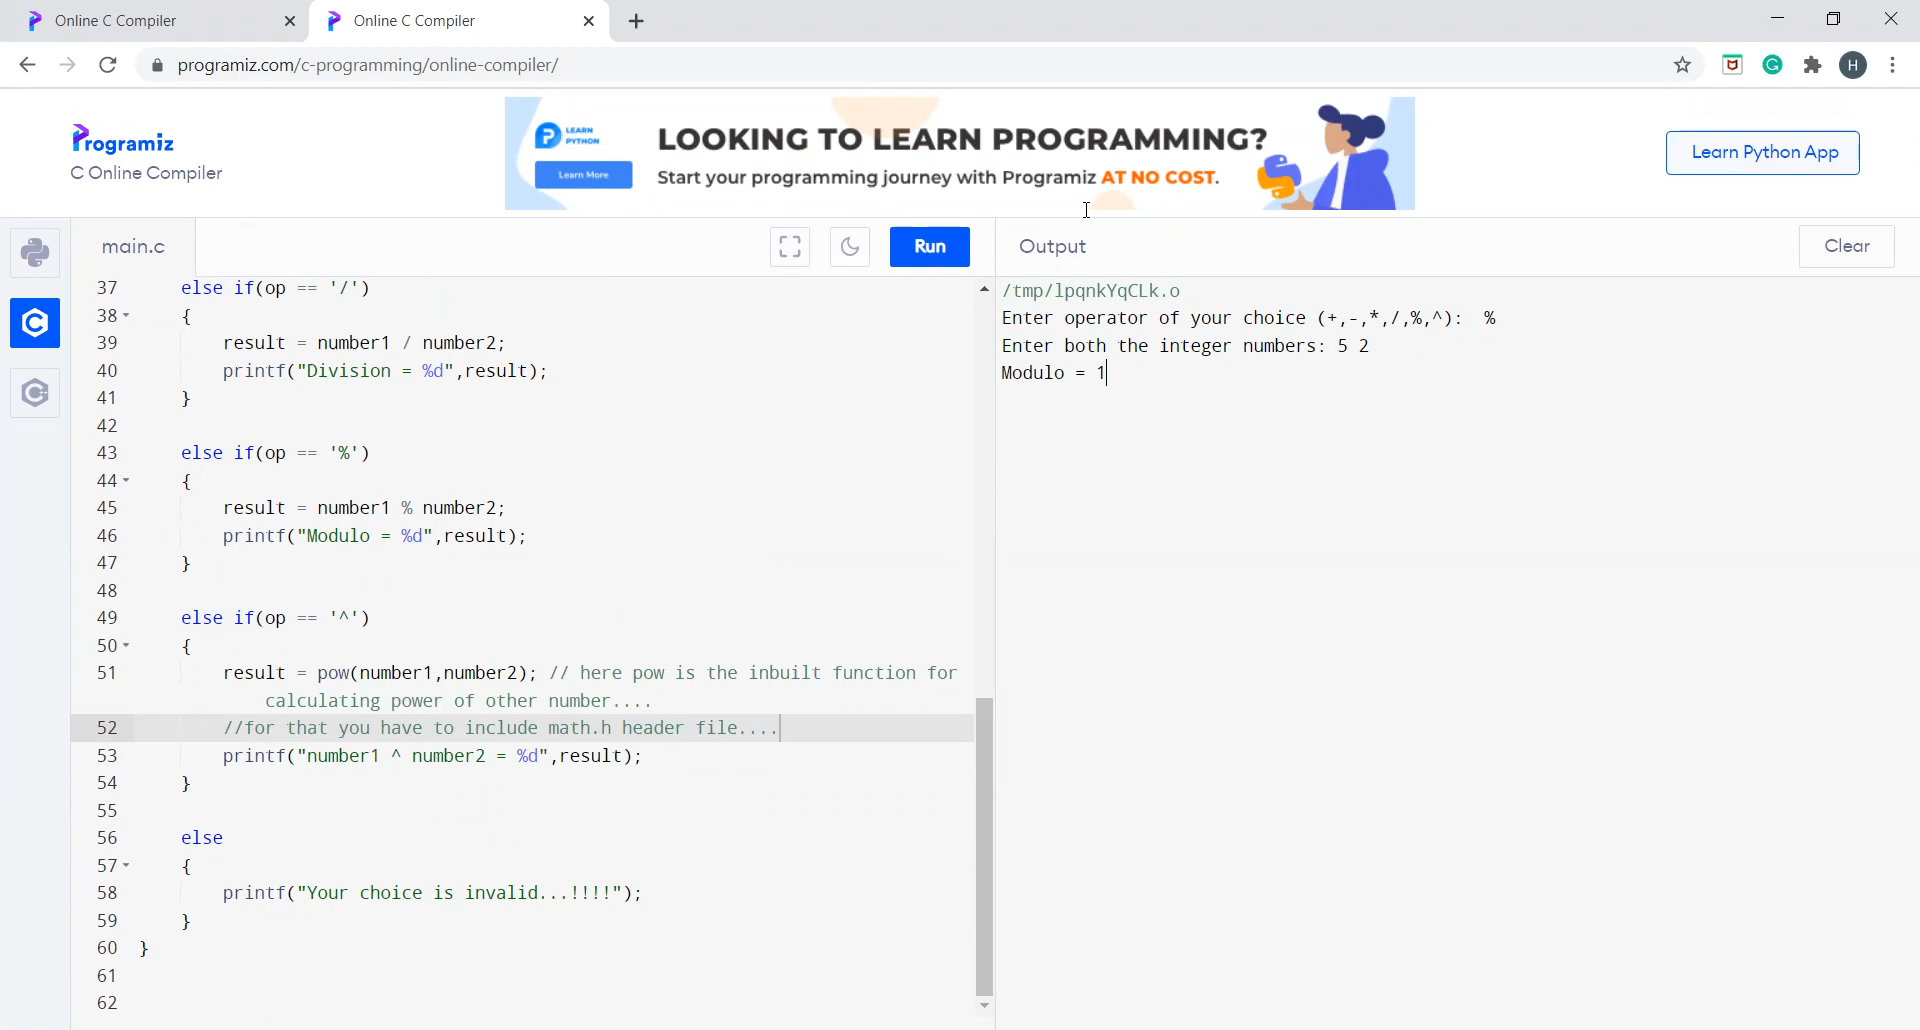 Online C Compiler
Online C Compiler
programiz.com/c-programming/online-compiler/
H
Programiz
C Online Compiler
LEARN
PYTHON
Learn More
LOOKING TO LEARN PROGRAMMING?
Start your programming journey with Programiz AT NO COST.
Learn Python App
main.c
Run
Output
Clear
37 else if(op == '/')
38 {
39 result = number1 / number2;
40 printf("Division = %d",result);
41 }
42
43 else if(op == '%')
44 {
45 result = number1 % number2;
46 printf("Modulo = %d",result);
47 }
48
49 else if(op == '^')
50 {
51 result = pow(number1,number2); // here pow is the inbuilt function for
calculating power of other number....
52 //for that you have to include math.h header file....
53 printf("number1 ^ number2 = %d",result);
54 }
55
56 else
57 {
58 printf("Your choice is invalid...!!!!");
59 }
60 }
61
62
/tmp/lpqnkYqCLk.o
Enter operator of your choice (+,-,*,/,%,^): %
Enter both the integer numbers: 5 2
Modulo = 1